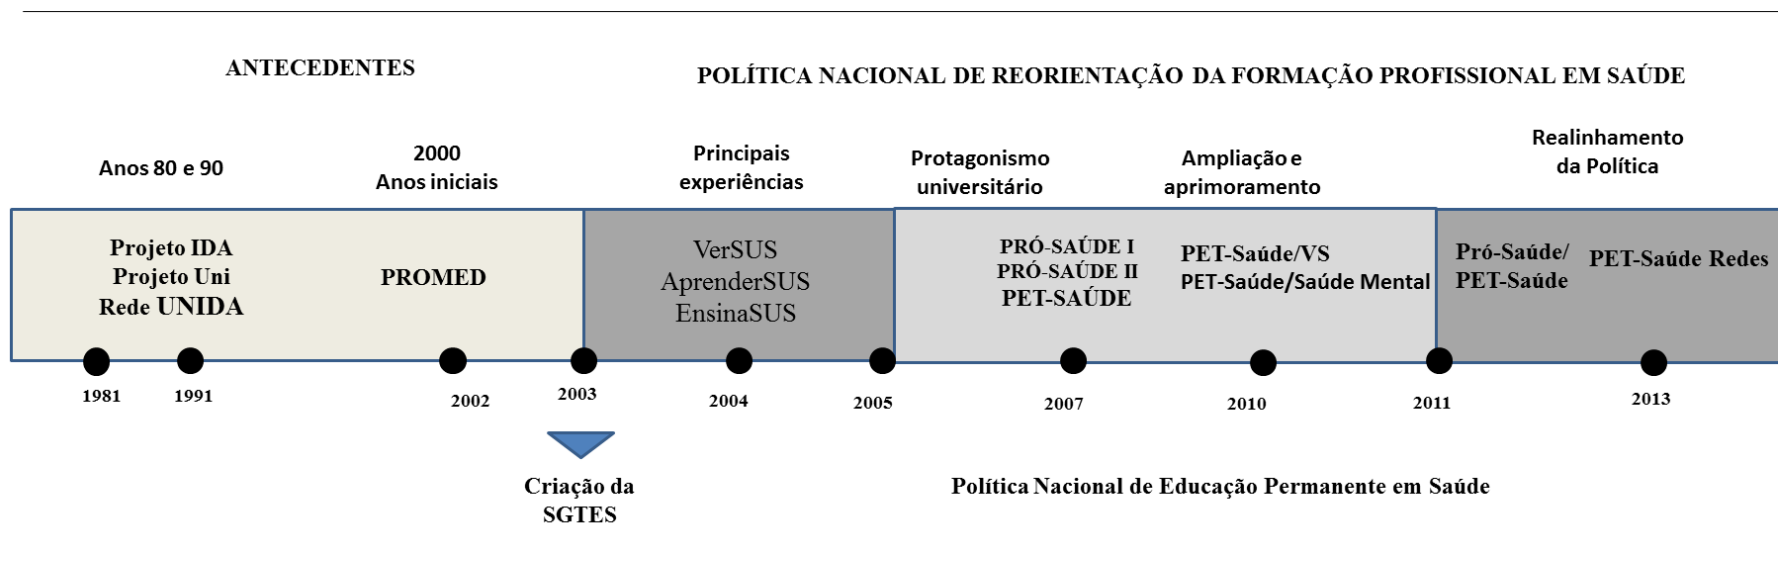 ANTECEDENTES
POLÍTICA NACIONAL DE REORIENTAÇÃO DA FORMAÇÃO PROFISSIONAL EM SAÚDE
Anos 80 e 90
2000
Anos iniciais
Principais
experiências
Protagonismo
universitário
Ampliação e
aprimoramento
Realinhamento
da Política
Projeto IDA
Projeto Uni
Rede UNIDA
PROMED
VerSUS
AprenderSUS
EnsinaSUS
PRÓ-SAÚDE I
PRÓ-SAÚDE II
PET-SAÚDE
PET-Saúde/VS
PET-Saúde/Saúde Mental
Pró-Saúde/
PET-Saúde
PET-Saúde Redes
1981
1991
2002
2003
2004
2005
2007
2010
2011
2013
Criação da
SGTES
Política Nacional de Educação Permanente em Saúde